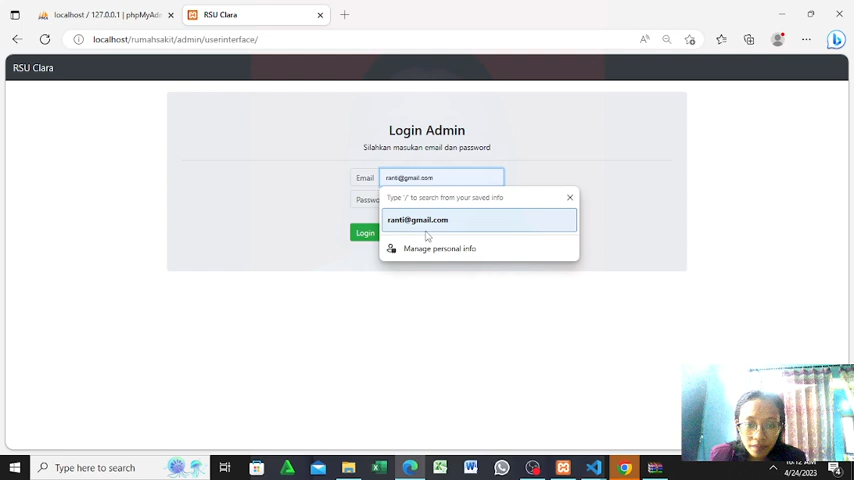 localhost / 127.0.0.1 | phpMyAdm
RSU Clara
localhost/rumahsakit/admin/userinterface/
RSU Clara
Login Admin
Silahkan masukan email dan password
Email
ranti@gmail.com
Type '/' to search from your saved info
Passwo
ranti@gmail.com
Login
Manage personal info
Type here to search
4/24/2023